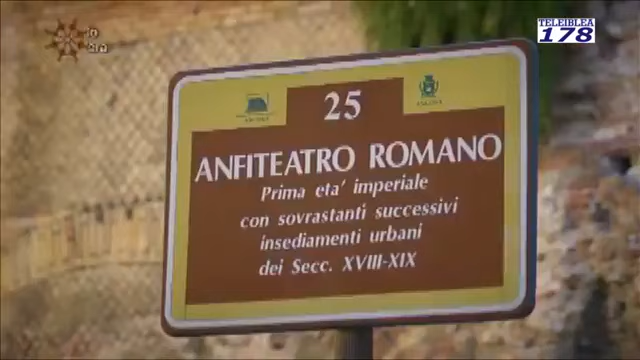 TELEIBLEA
178
25
ANFITEATRO ROMANO
Prima eta' imperiale
con sovrastanti successivi
insediamenti urbani
dei Secc. XVIII-XIX